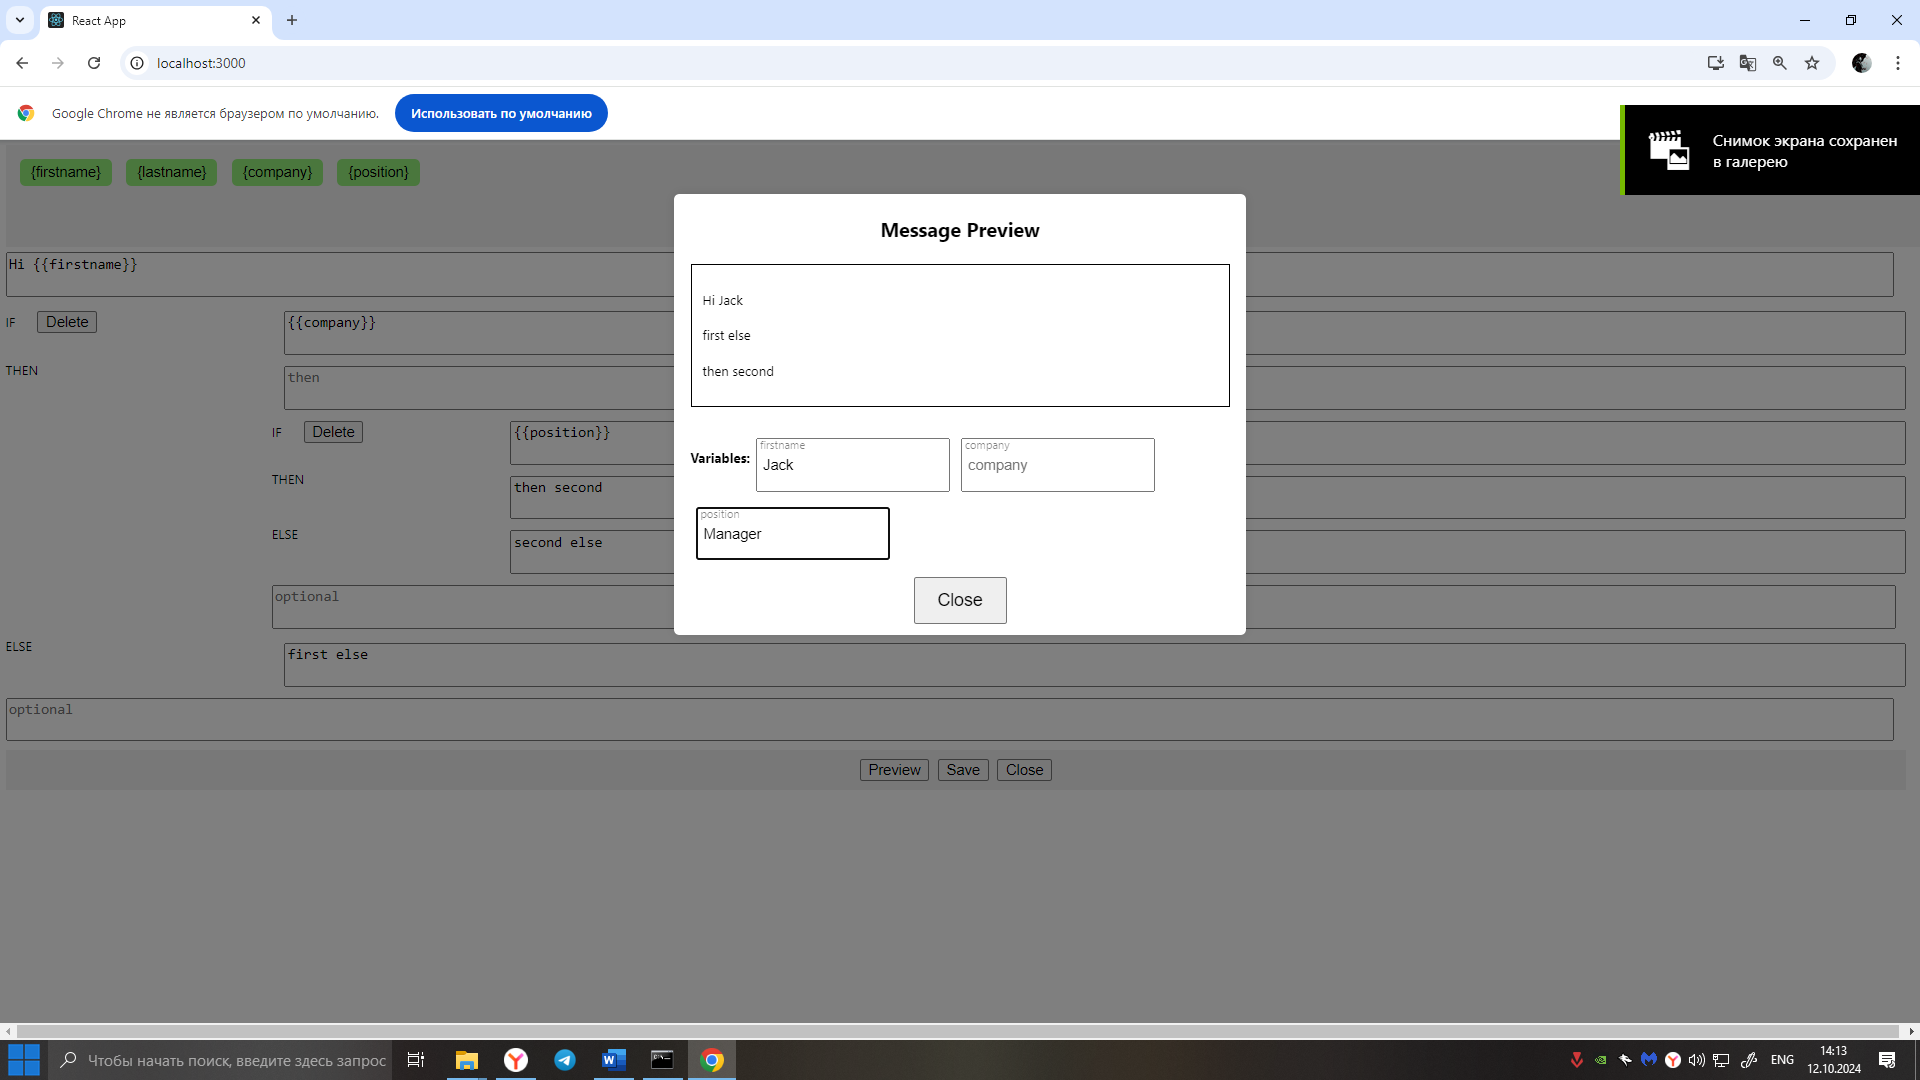 React App
localhost:3000
Google Chrome не является браузером по умолчанию.
Использовать по умолчанию
Снимок экрана сохранен
в галерею
{firstname}
{lastname}
{company}
{position}
Message Preview
Hi Jack
first else
then second
Variables:
firstname
Jack
company
company
position
Manager
Close
Hi {{firstname}}
IF
Delete
{{company}}
THEN
then
IF
Delete
{{position}}
THEN
then second
ELSE
second else
optional
ELSE
first else
optional
Preview
Save
Close
Чтобы начать поиск, введите здесь запрос
ENG
14:13
12.10.2024